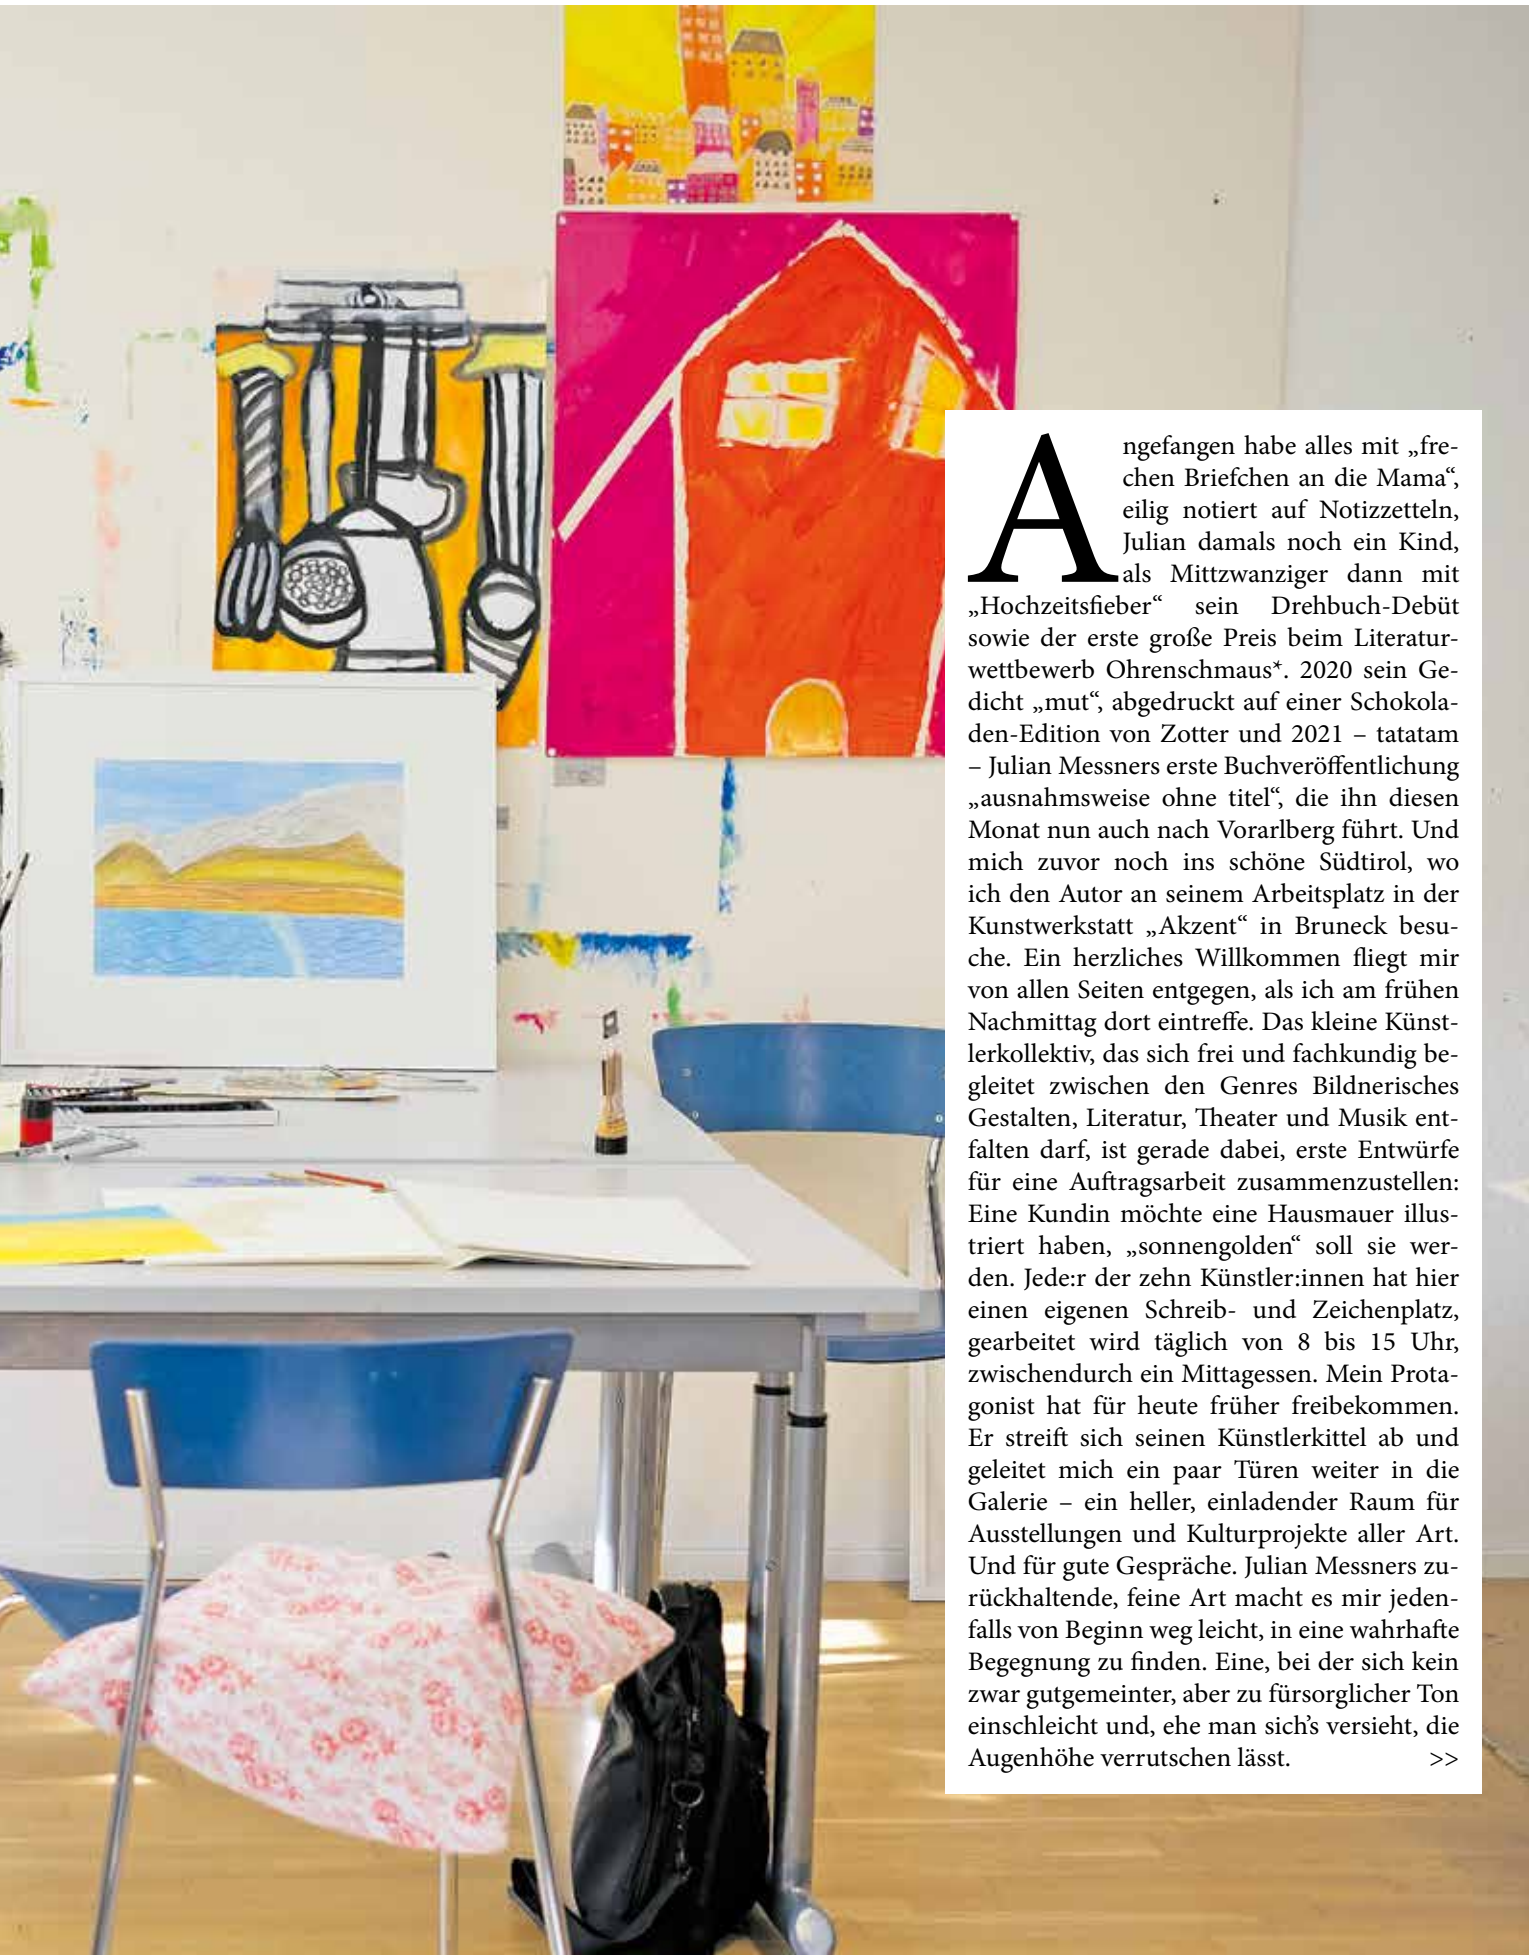 Angefangen habe alles mit „fre-
chen Briefchen an die Mama“,
eilig notiert auf Notizzetteln,
Julian damals noch ein Kind,
als Mittzwanziger dann mit
„Hochzeitsfieber“ sein Drehbuch-Debüt
sowie der erste große Preis beim Literatur-
wettbewerb Ohrenschmaus*. 2020 sein Ge-
dicht „mut“, abgedruckt auf einer Schokola-
den-Edition von Zotter und 2021 – tatatam
– Julian Messners erste Buchveröffentlichung
„ausnahmsweise ohne titel“, die ihn diesen
Monat nun auch nach Vorarlberg führt. Und
mich zuvor noch ins schöne Südtirol, wo
ich den Autor an seinem Arbeitsplatz in der
Kunstwerkstatt „Akzent“ in Bruneck besu-
che. Ein herzliches Willkommen fliegt mir
von allen Seiten entgegen, als ich am frühen
Nachmittag dort eintreffe. Das kleine Künst-
lerkollektiv, das sich frei und fachkundig be-
gleitet zwischen den Genres Bildnerisches
Gestalten, Literatur, Theater und Musik ent-
falten darf, ist gerade dabei, erste Entwürfe
für eine Auftragsarbeit zusammenzustellen:
Eine Kundin möchte eine Hausmauer illus-
triert haben, „sonnengolden“ soll sie wer-
den. Jede:r der zehn Künstler:innen hat hier
einen eigenen Schreib- und Zeichenplatz,
gearbeitet wird täglich von 8 bis 15 Uhr,
zwischendurch ein Mittagessen. Mein Prota-
gonist hat für heute früher freibekommen.
Er streift sich seinen Künstlerkittel ab und
geleitet mich ein paar Türen weiter in die
Galerie – ein heller, einladender Raum für
Ausstellungen und Kulturprojekte aller Art.
Und für gute Gespräche. Julian Messners zu-
rückhaltende, feine Art macht es mir jeden-
falls von Beginn weg leicht, in eine wahrhafte
Begegnung zu finden. Eine, bei der sich kein
zwar gutgemeinter, aber zu fürsorglicher Ton
einschleicht und, ehe man sich’s versieht, die
Augenhöhe verrutschen lässt. >>